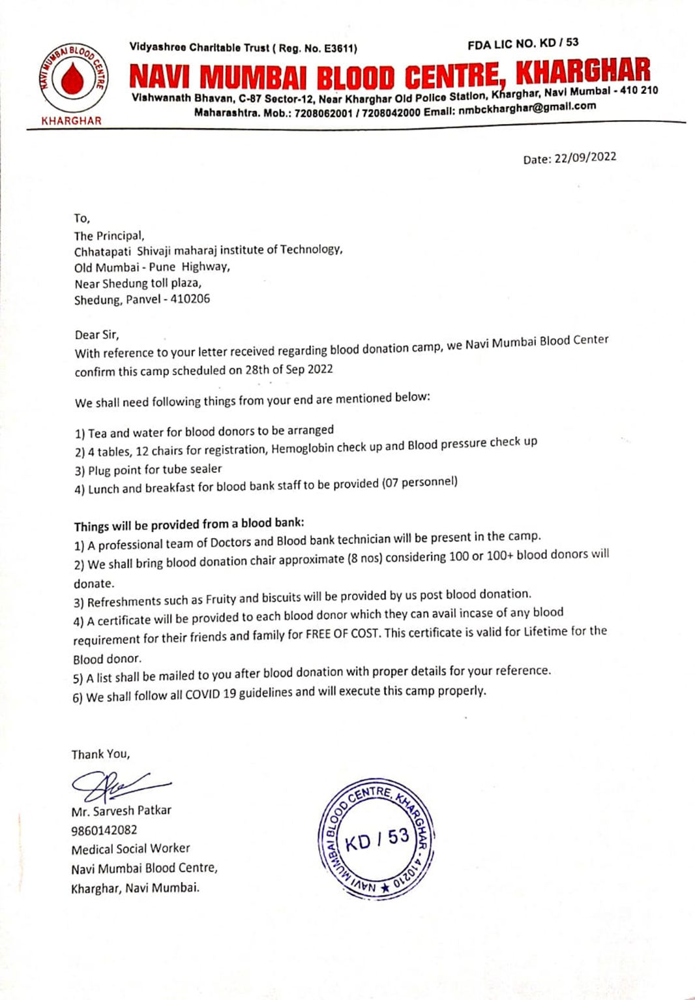 NAVI MUMBAI BLOOD CENTRE
KHARGHAR
Vidyashree Charitable Trust ( Reg. No. E3611)
FDA LIC NO. KD / 53
NAVI MUMBAI BLOOD CENTRE, KHARGHAR
Vishwanath Bhavan, C-87 Sector-12, Near Kharghar Old Police Station, Kharghar, Navi Mumbai - 410 210
Maharashtra. Mob.: 7208062001 / 7208042000 Email: nmbckharghar@gmail.com
Date: 22/09/2022
To,
The Principal,
Chhatapati Shivaji maharaj institute of Technology,
Old Mumbai - Pune Highway,
Near Shedung toll plaza,
Shedung, Panvel - 410206
Dear Sir,
With reference to your letter received regarding blood donation camp, we Navi Mumbai Blood Center
confirm this camp scheduled on 28th of Sep 2022
We shall need following things from your end are mentioned below:
1) Tea and water for blood donors to be arranged
2) 4 tables, 12 chairs for registration, Hemoglobin check up and Blood pressure check up
3) Plug point for tube sealer
4) Lunch and breakfast for blood bank staff to be provided (07 personnel)
Things will be provided from a blood bank:
1) A professional team of Doctors and Blood bank technician will be present in the camp.
2) We shall bring blood donation chair approximate (8 nos) considering 100 or 100+ blood donors will
donate.
3) Refreshments such as Fruity and biscuits will be provided by us post blood donation.
4) A certificate will be provided to each blood donor which they can avail incase of any blood
requirement for their friends and family for FREE OF COST. This certificate is valid for Lifetime for the
Blood donor.
5) A list shall be mailed to you after blood donation with proper details for your reference.
6) We shall follow all COVID 19 guidelines and will execute this camp properly.
Thank You,
Mr. Sarvesh Patkar
9860142082
Medical Social Worker
Navi Mumbai Blood Centre,
Kharghar, Navi Mumbai.
NAVI MUMBAI BLOOD CENTRE, KHARGHAR - 410210 ★
KD / 53